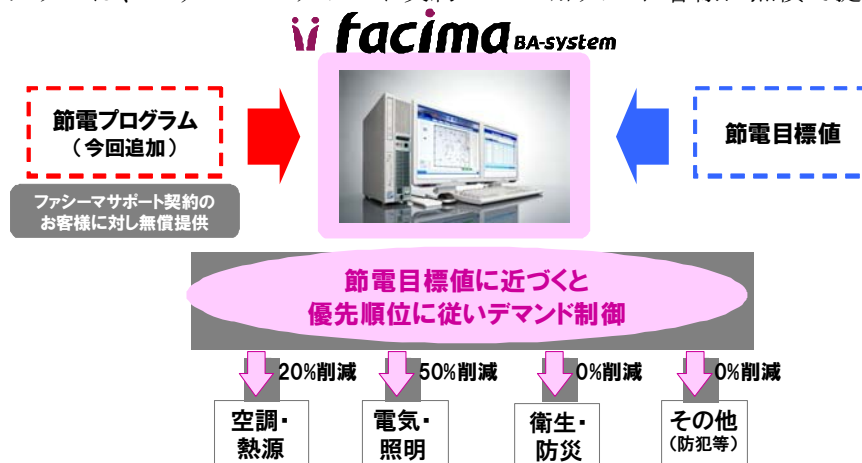 facima BA-system
節電プログラム
(今回追加)
節電目標値
ファシーマサポート契約の
お客様に対し無償提供
節電目標値に近づくと
優先順位に従いデマンド制御
20%削減
50%削減
0%削減
0%削減
空調・
熱源
電気・
照明
衛生・
防災
その他
(防犯等)